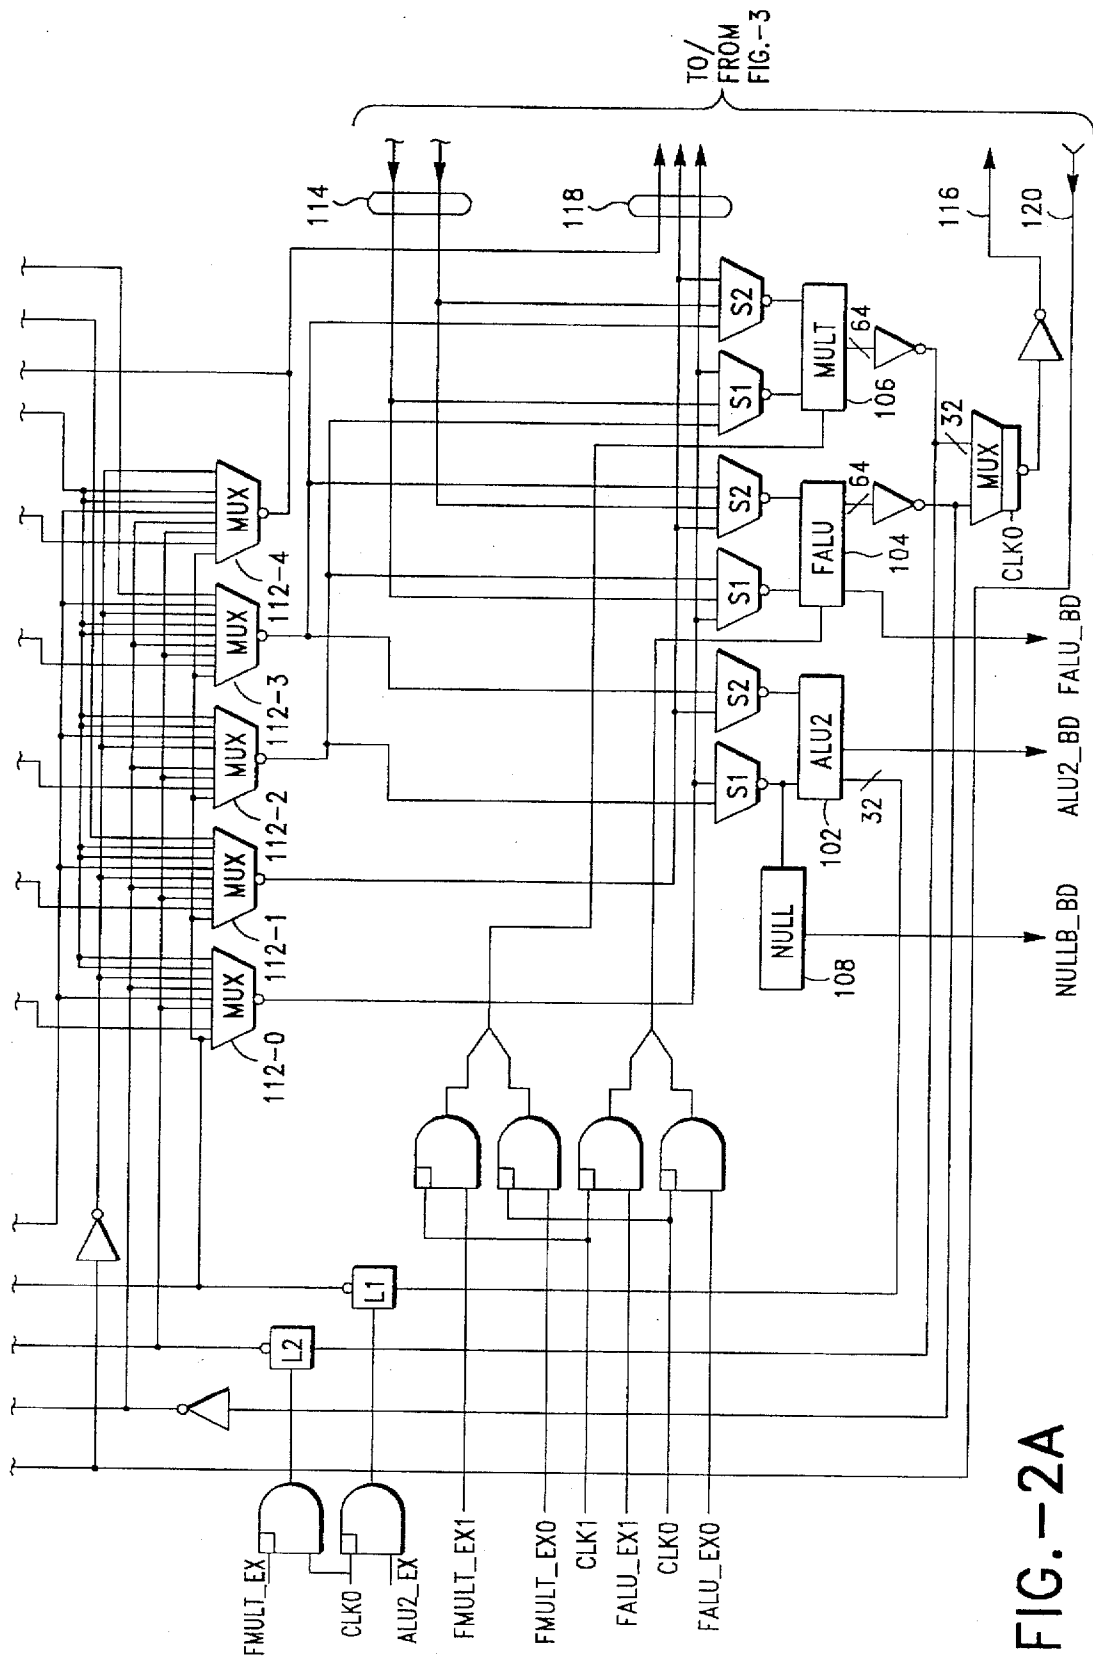 TO/
FROM
FIG.-3
114
118
116
120
MUX
112-4
MUX
112-3
MUX
112-2
MUX
112-1
MUX
112-0
S2
S1
S2
S1
S2
S1
MULT
106
64
FALU
104
64
ALU2
102
32
NULL
108
32
MUX
CLK0
FALU_BD
ALU2_BD
NULLB_BD
L1
L2
FMULT_EX
CLK0
ALU2_EX
FMULT_EX1
FMULT_EX0
CLK1
FALU_EX1
CLK0
FALU_EX0
FIG.-2A